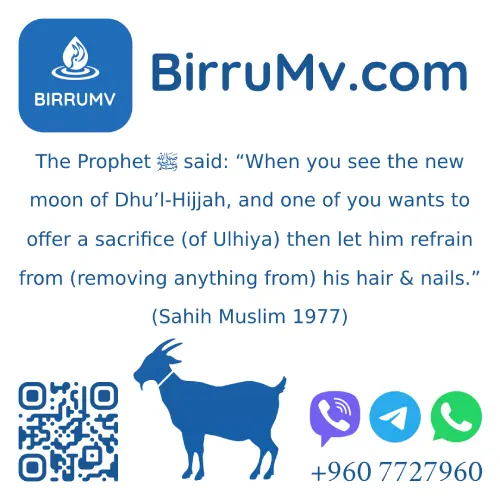 BIRRUMV
BirruMv.com
The Prophet ﷺ said: “When you see the new
moon of Dhu’l-Hijjah, and one of you wants to
offer a sacrifice (of Ulhiya) then let him refrain
from (removing anything from) his hair & nails.”
(Sahih Muslim 1977)
+960 7727960